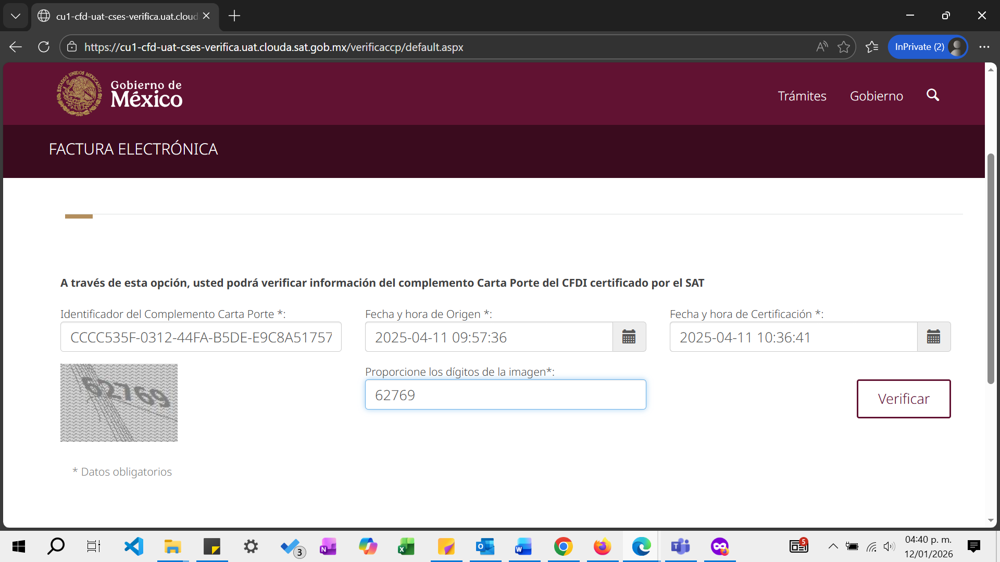 cu1-cfd-uat-cses-verifica.uat.cloud
https://cu1-cfd-uat-cses-verifica.uat.clouda.sat.gob.mx/verificaccp/default.aspx
InPrivate (2)
ESTADOS UNIDOS MEXICANOS
Gobierno de
México
Trámites
Gobierno
FACTURA ELECTRÓNICA
A través de esta opción, usted podrá verificar información del complemento Carta Porte del CFDI certificado por el SAT
Identificador del Complemento Carta Porte *:
Fecha y hora de Origen *:
Fecha y hora de Certificación *:
CCCC535F-0312-44FA-B5DE-E9C8A51757
2025-04-11 09:57:36
2025-04-11 10:36:41
62769
Proporcione los dígitos de la imagen*:
62769
Verificar
* Datos obligatorios
3
5
04:40 p. m.
12/01/2026